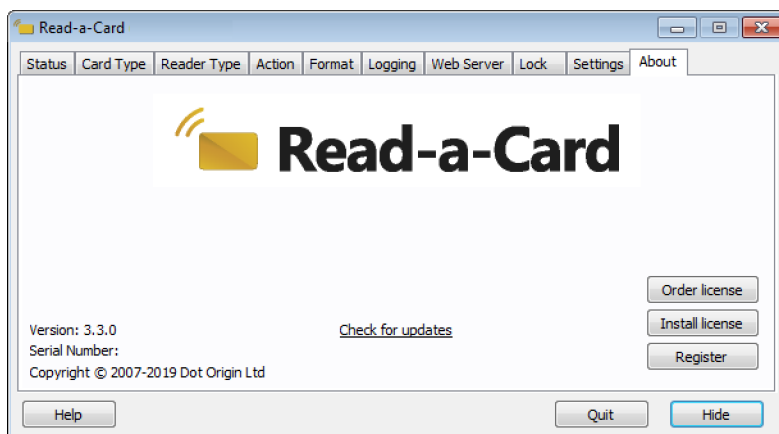 Read-a-Card
Status Card Type Reader Type Action Format Logging Web Server Lock Settings About
Read-a-Card
Order license
Install license
Register
Version: 3.3.0
Check for updates
Serial Number:
Copyright © 2007-2019 Dot Origin Ltd
Help Quit Hide